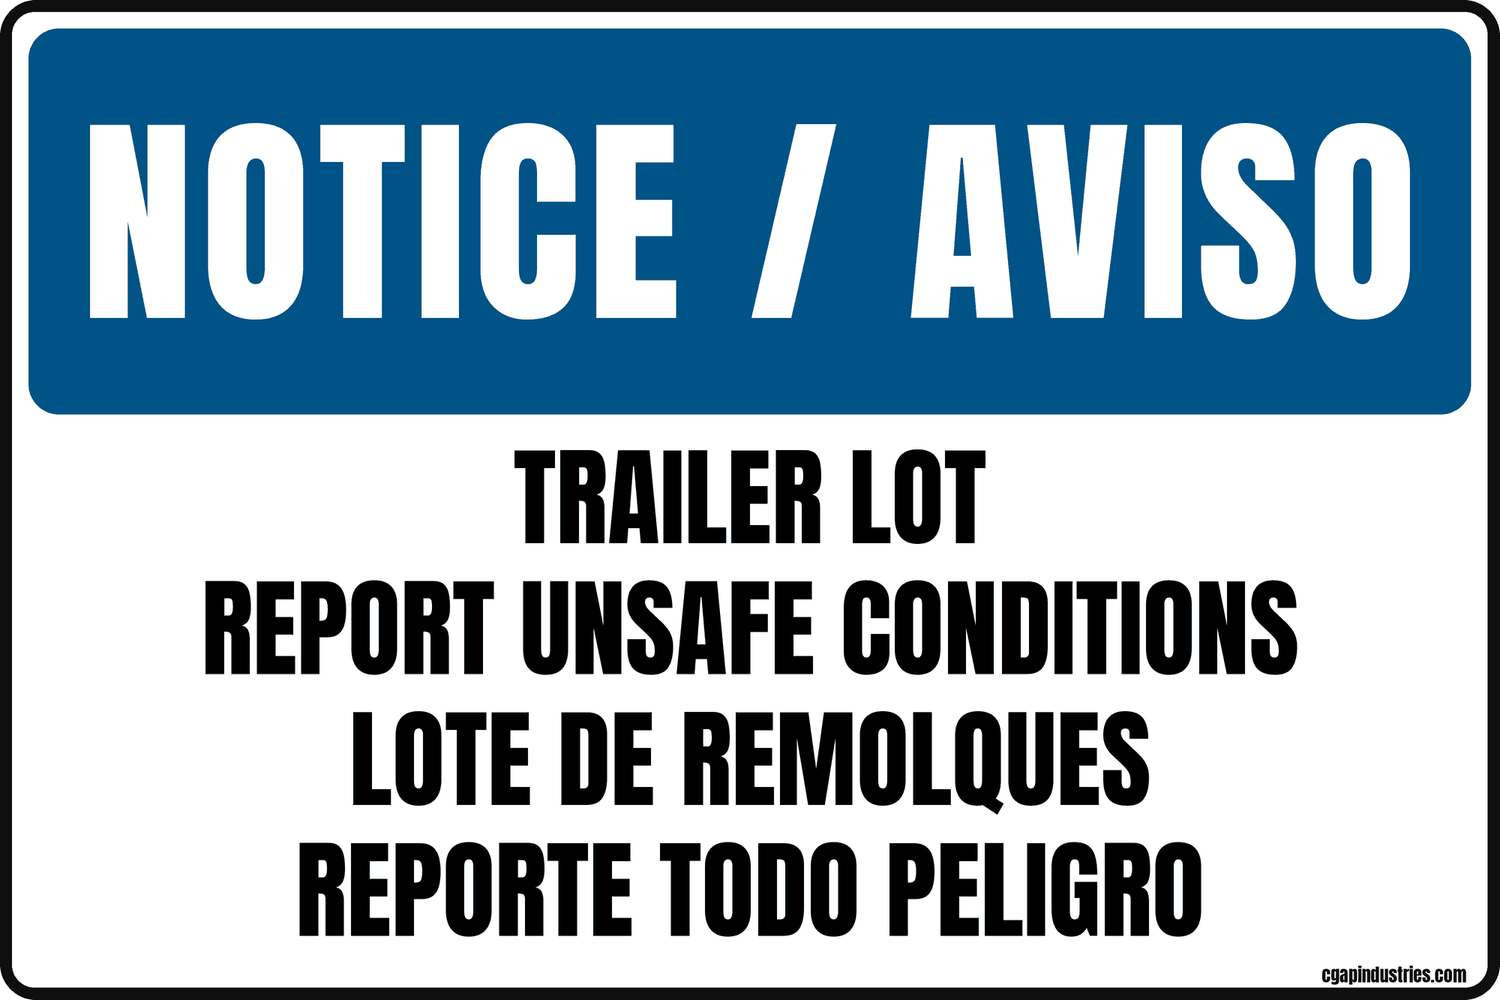 NOTICE / AVISO
TRAILER LOT
REPORT UNSAFE CONDITIONS
LOTE DE REMOLQUES
REPORTE TODO PELIGRO
cgapindustries.com